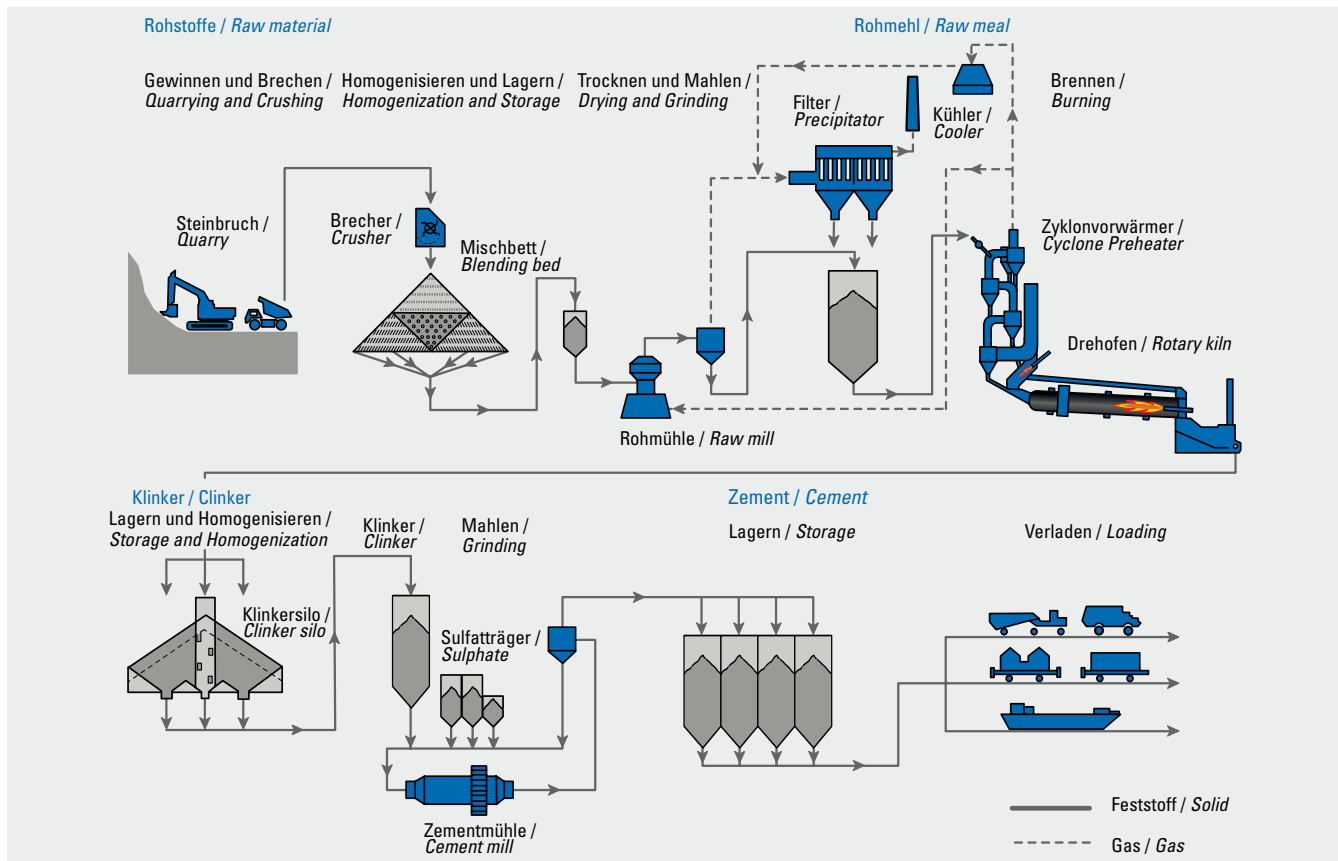 Rohstoffe / Raw material
Rohmehl / Raw meal
Gewinnen und Brechen /
Quarrying and Crushing
Homogenisieren und Lagern /
Homogenization and Storage
Trocknen und Mahlen /
Drying and Grinding
Brennen /
Burning
Filter /
Precipitator
Kühler /
Cooler
Steinbruch /
Quarry
Brecher /
Crusher
Mischbett /
Blending bed
Zyklonvorwärmer /
Cyclone Preheater
Drehofen / Rotary kiln
Rohmühle / Raw mill
Klinker / Clinker
Lagern und Homogenisieren /
Storage and Homogenization
Klinker /
Clinker
Mahlen /
Grinding
Zement / Cement
Lagern / Storage
Verladen / Loading
Klinkersilo /
Clinker silo
Sulfatträger /
Sulphate
Zementmühle /
Cement mill
Feststoff / Solid
Gas / Gas